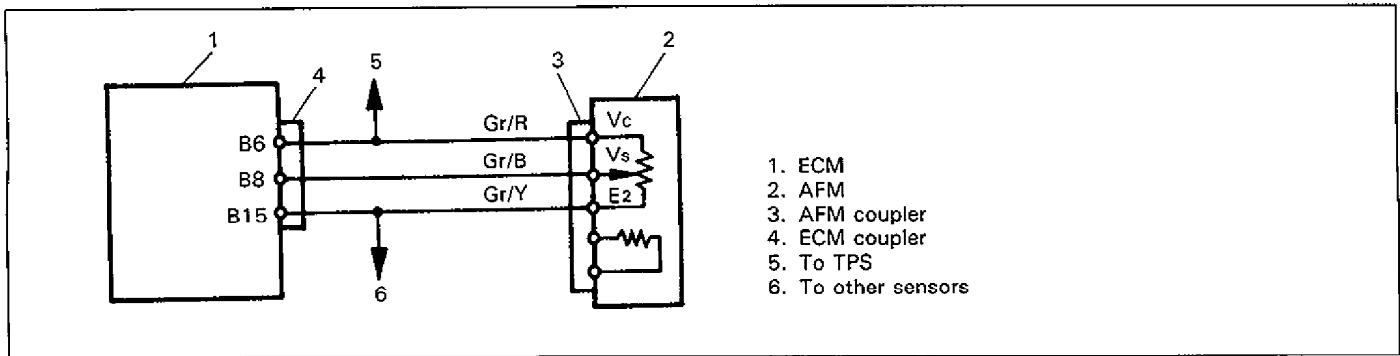 1
2
3
4
5
Gr/R
Vc
B6
Gr/B
Vs
B8
Gr/Y
E2
B15
6
1. ECM
2. AFM
3. AFM coupler
4. ECM coupler
5. To TPS
6. To other sensors